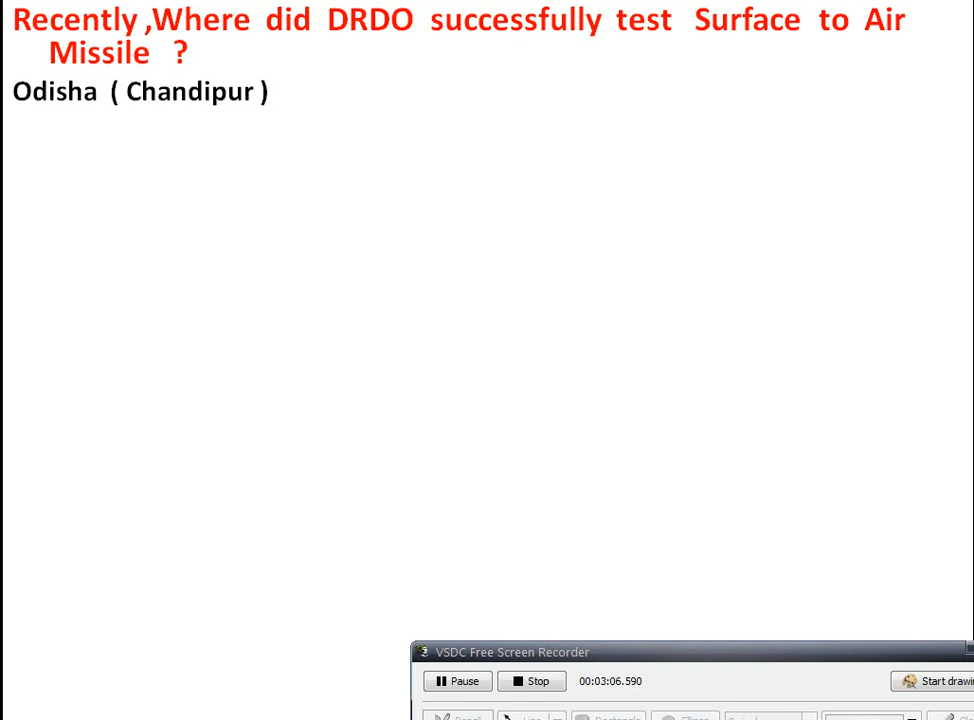 Recently ,Where did DRDO successfully test Surface to Air
Missile ?
Odisha ( Chandipur )
VSDC Free Screen Recorder
Pause Stop 00:03:06.590 Start drawin